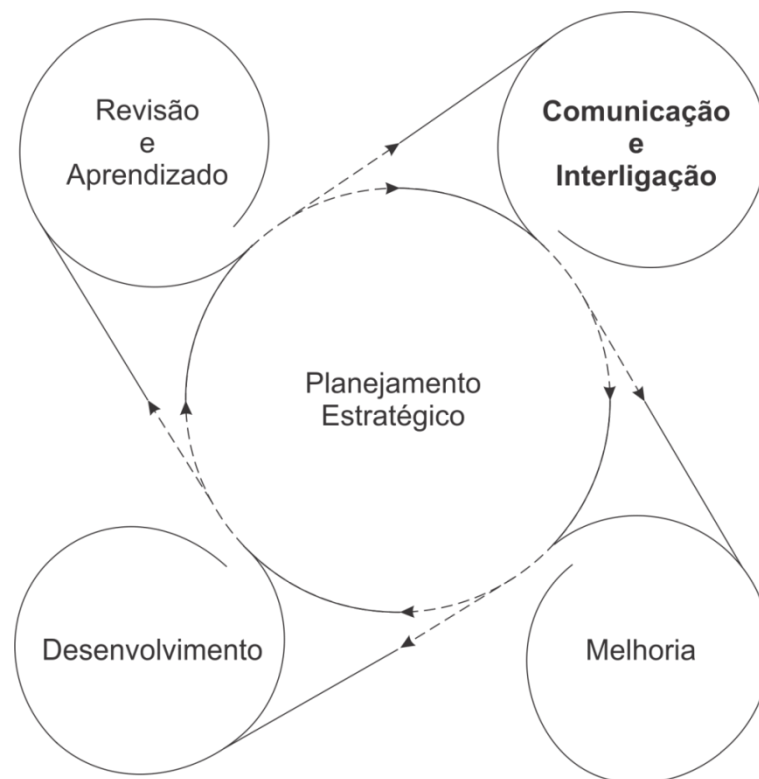 Revisão
e
Aprendizado
Comunicação
e
Interligação
Planejamento
Estratégico
Desenvolvimento
Melhoria